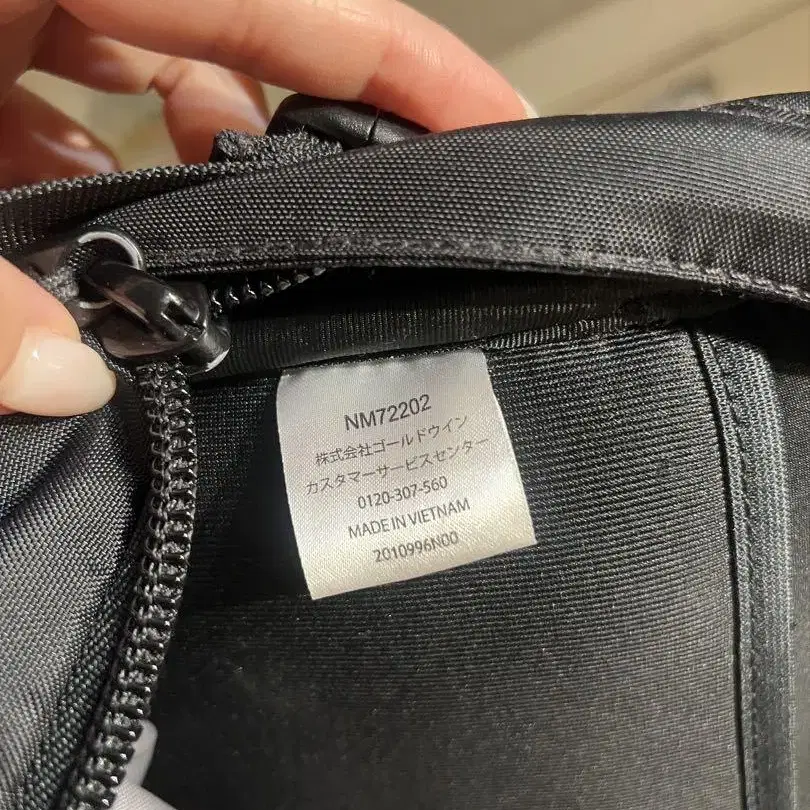 NM72202
株式会社ゴールドウイン
カスタマーサービスセンター
0120-307-560
MADE IN VIETNAM
2010996N00